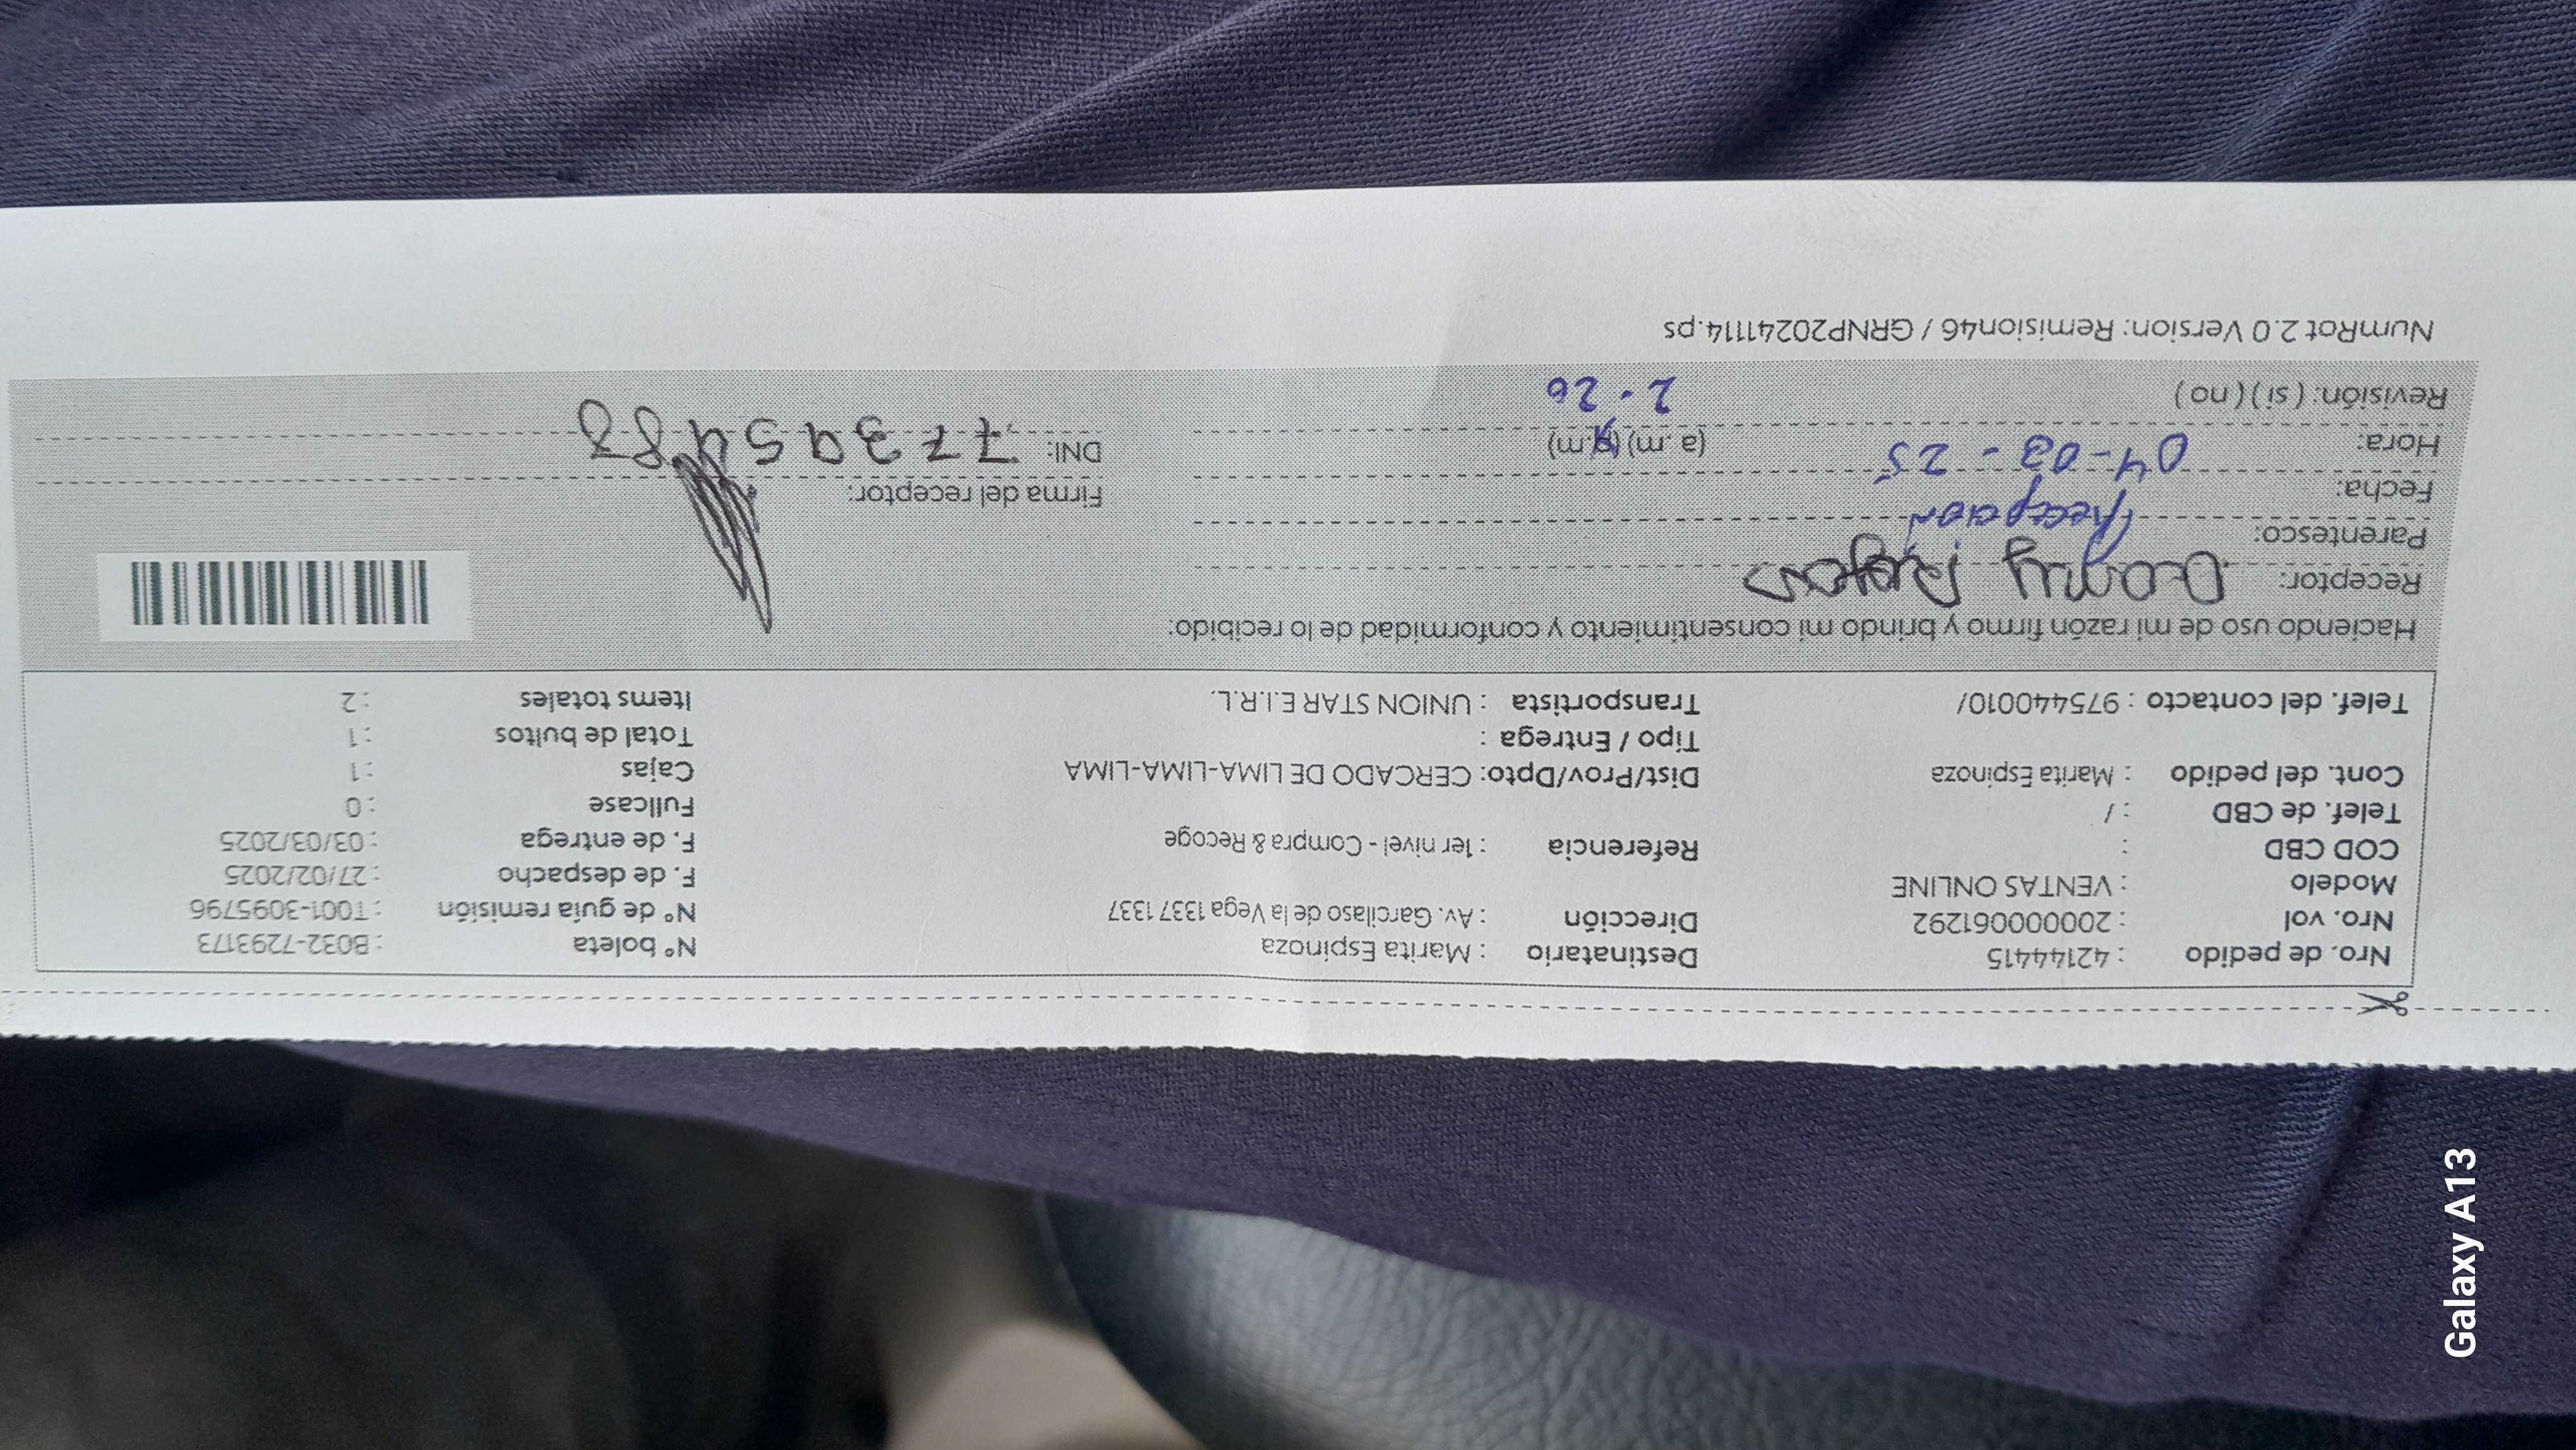 Nro. de pedido : 42144415
Nro. vol : 20000061292
Modelo : VENTAS ONLINE
COD CBD :
Telef. de CBD : /
Cont. del pedido : Marita Espinoza
Telef. del contacto : 975440010/
Destinatario : Marita Espinoza
Dirección : Av. Garcilaso de la Vega 1337 1337
Referencia : 1er nivel - Compra & Recoge
Dist/Prov/Dpto: CERCADO DE LIMA-LIMA-LIMA
Tipo / Entrega :
Transportista : UNION STAR E.I.R.L.
N° boleta : B032-7293173
N° de guía remisión : T001-3095796
F. de despacho : 27/02/2025
F. de entrega : 03/03/2025
Fullcase : 0
Cajas : 1
Total de bultos : 1
Items totales : 2
Haciendo uso de mi razón firmo y brindo mi consentimiento y conformidad de lo recibido:
Receptor: Danny
Parentesco: Recepción
Fecha: 04-03-25
Hora: (a.m) (p.m)
2.26
Revisión: (si) (no)
Firma del receptor:
DNI: 77395483
NumRot 2.0 Version: Remision46 / GRNP20241114.ps
Galaxy A13